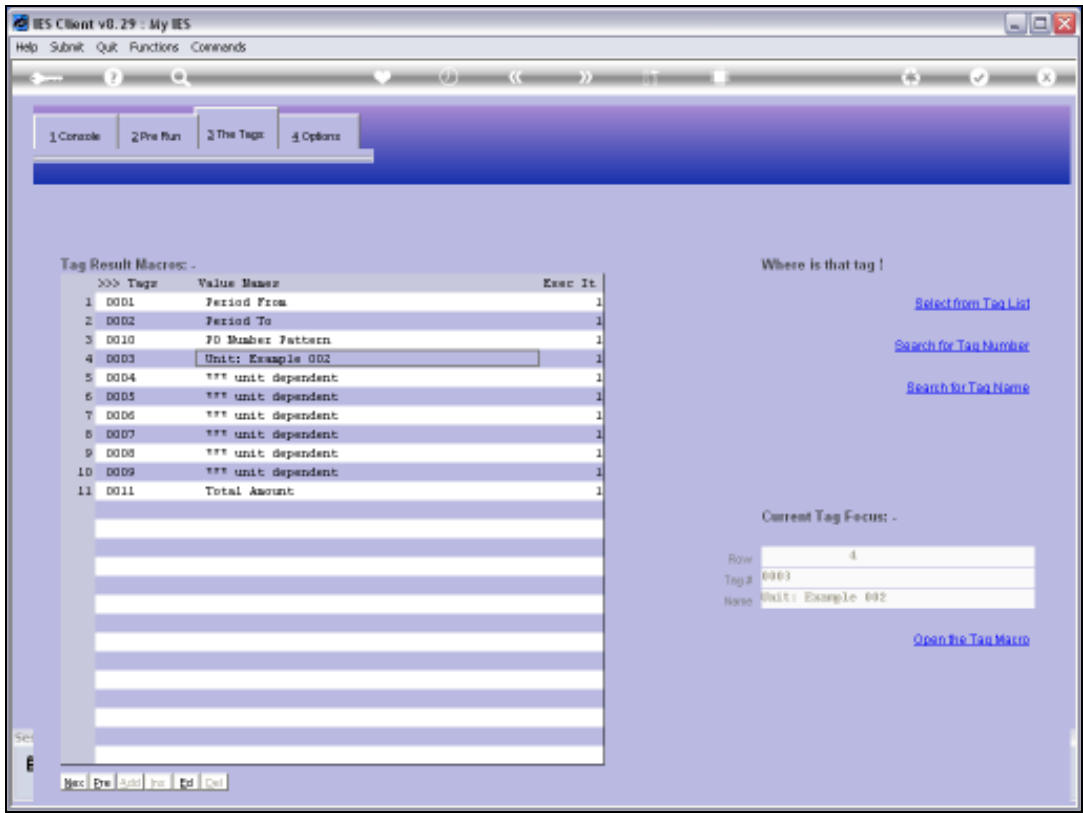 IES Client v8.29 : My IES
Help Submit Quit Functions Commands
1 Console 2 Pre Run 3 The Tags 4 Options
Tag Result Macros: -
>>> Tags Value Names Exec It
1 0001 Period From 1
2 0002 Period To 1
3 0010 PO Number Pattern 1
4 0003 Unit: Example 002 1
5 0004 *** unit dependent 1
6 0005 *** unit dependent 1
7 0006 *** unit dependent 1
8 0007 *** unit dependent 1
9 0008 *** unit dependent 1
10 0009 *** unit dependent 1
11 0011 Total Amount 1
Nex Pre Add Ins Ed Del
Where is that tag !
Select from Tag List
Search for Tag Number
Search for Tag Name
Current Tag Focus: -
Row 4
Tag # 0003
Name Unit: Example 002
Open the Tag Macro
Ses